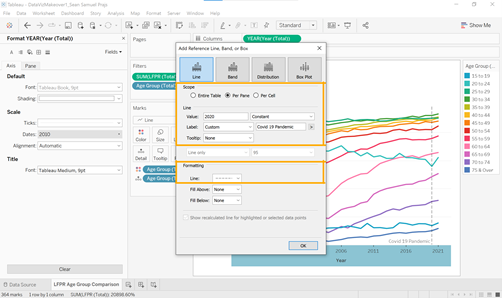 Tableau - DataVizMakeover1_Sean Samuel Prajs
File Data Worksheet Dashboard Story Analysis Map Format Server Window Help
Standard
Show Me
Format YEAR(Year (Total))
Fields
Axis Pane
Default
Font: Tableau Book, 9pt
Shading:
Scale
Ticks:
Dates: 2010
Alignment: Automatic
Title
Font: Tableau Medium, 9pt
Clear
Pages
Filters
SUM(LFPR (Total))
Age Group (Total)
Marks
Color Size
Detail Tooltip
Age Group (T
Age Group (T
Columns YEAR(Year (Total))
Add Reference Line, Band, or Box
Line Band Distribution Box Plot
Scope
Entire Table Per Pane Per Cell
Line
Value: 2020 Constant
Label: Custom Covid 19 Pandemic >
Tooltip: None
Line only 95
Formatting
Line:
Fill Above: None
Fill Below: None
Show recalculated line for highlighted or selected data points
OK
Covid 19 Pandemic
2006 2011 2016 2021
Year
Age Group (Total)
15 to 19
20 to 24
25 to 29
30 to 34
35 to 39
40 to 44
45 to 49
50 to 54
55 to 59
60 to 64
65 to 69
70 to 74
75 & Over
Data Source LFPR Age Group Comparison
364 marks 1 row by 1 column SUM(LFPR (Total)): 20898.60%